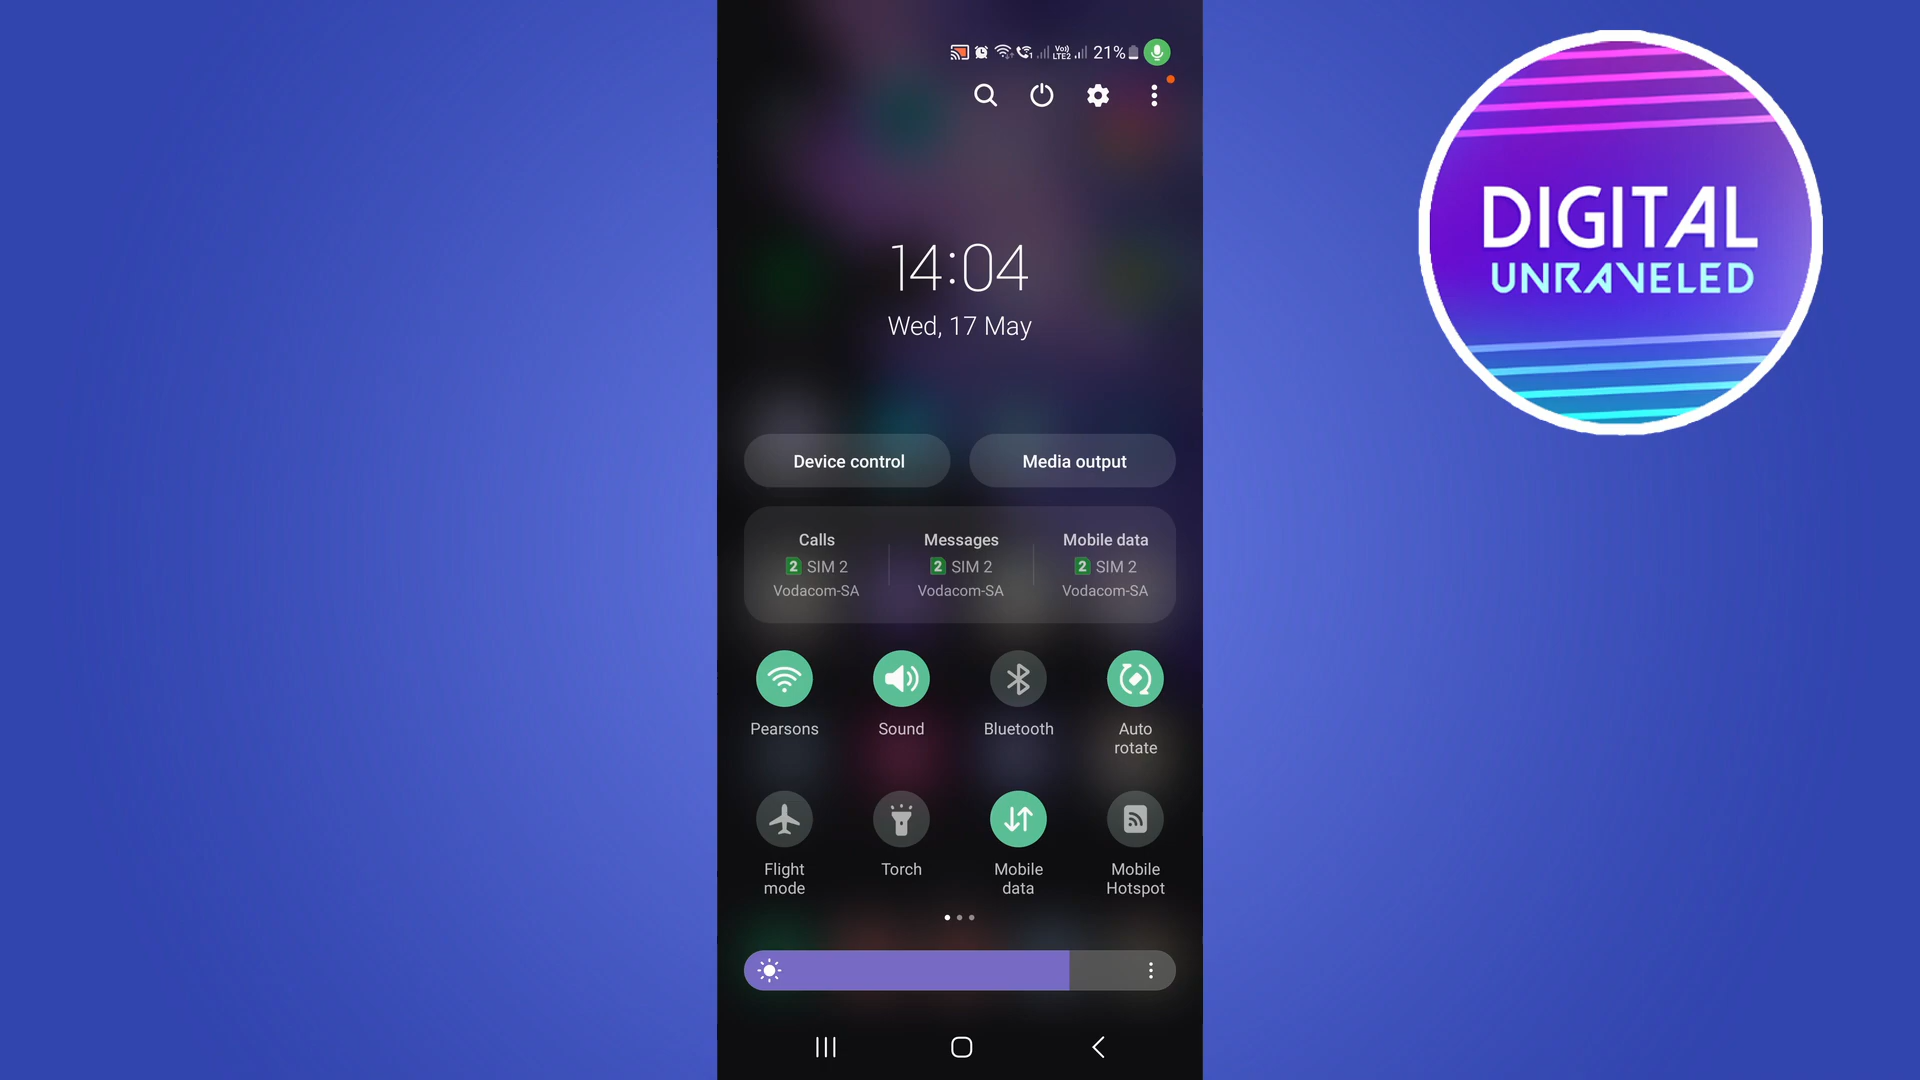 Vo))
LTE2
21%
14:04
Wed, 17 May
Device control
Media output
Calls
Messages
Mobile data
2 SIM 2
2 SIM 2
2 SIM 2
Vodacom-SA
Vodacom-SA
Vodacom-SA
Pearsons
Sound
Bluetooth
Auto
rotate
Flight
mode
Torch
Mobile
data
Mobile
Hotspot
DIGITAL
UNRAVELED